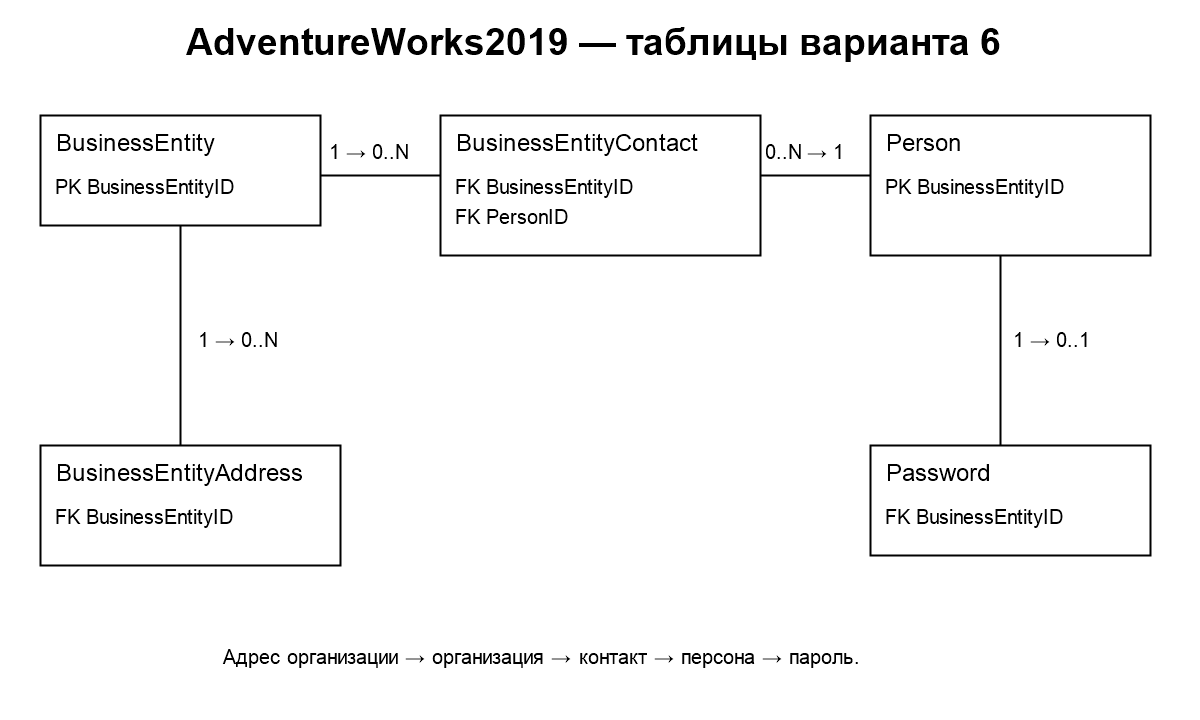 AdventureWorks2019 — таблицы варианта 6
BusinessEntity
PK BusinessEntityID
1 → 0..N
BusinessEntityContact
FK BusinessEntityID
FK PersonID
0..N → 1
Person
PK BusinessEntityID
1 → 0..N
1 → 0..1
BusinessEntityAddress
FK BusinessEntityID
Password
FK BusinessEntityID
Адрес организации → организация → контакт → персона → пароль.